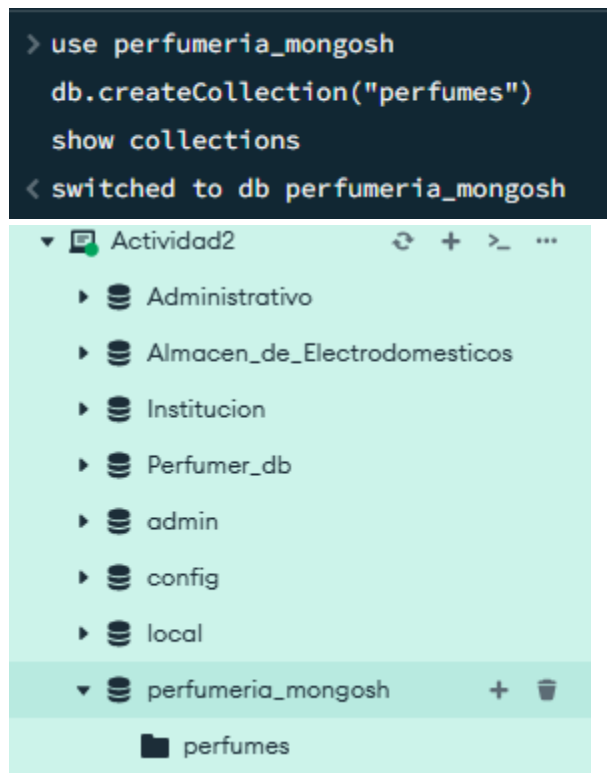 > use perfumeria_mongosh
db.createCollection("perfumes")
show collections
< switched to db perfumeria_mongosh
Actividad2
Administrativo
Almacen_de_Electrodomesticos
Institucion
Perfumer_db
admin
config
local
perfumeria_mongosh
perfumes